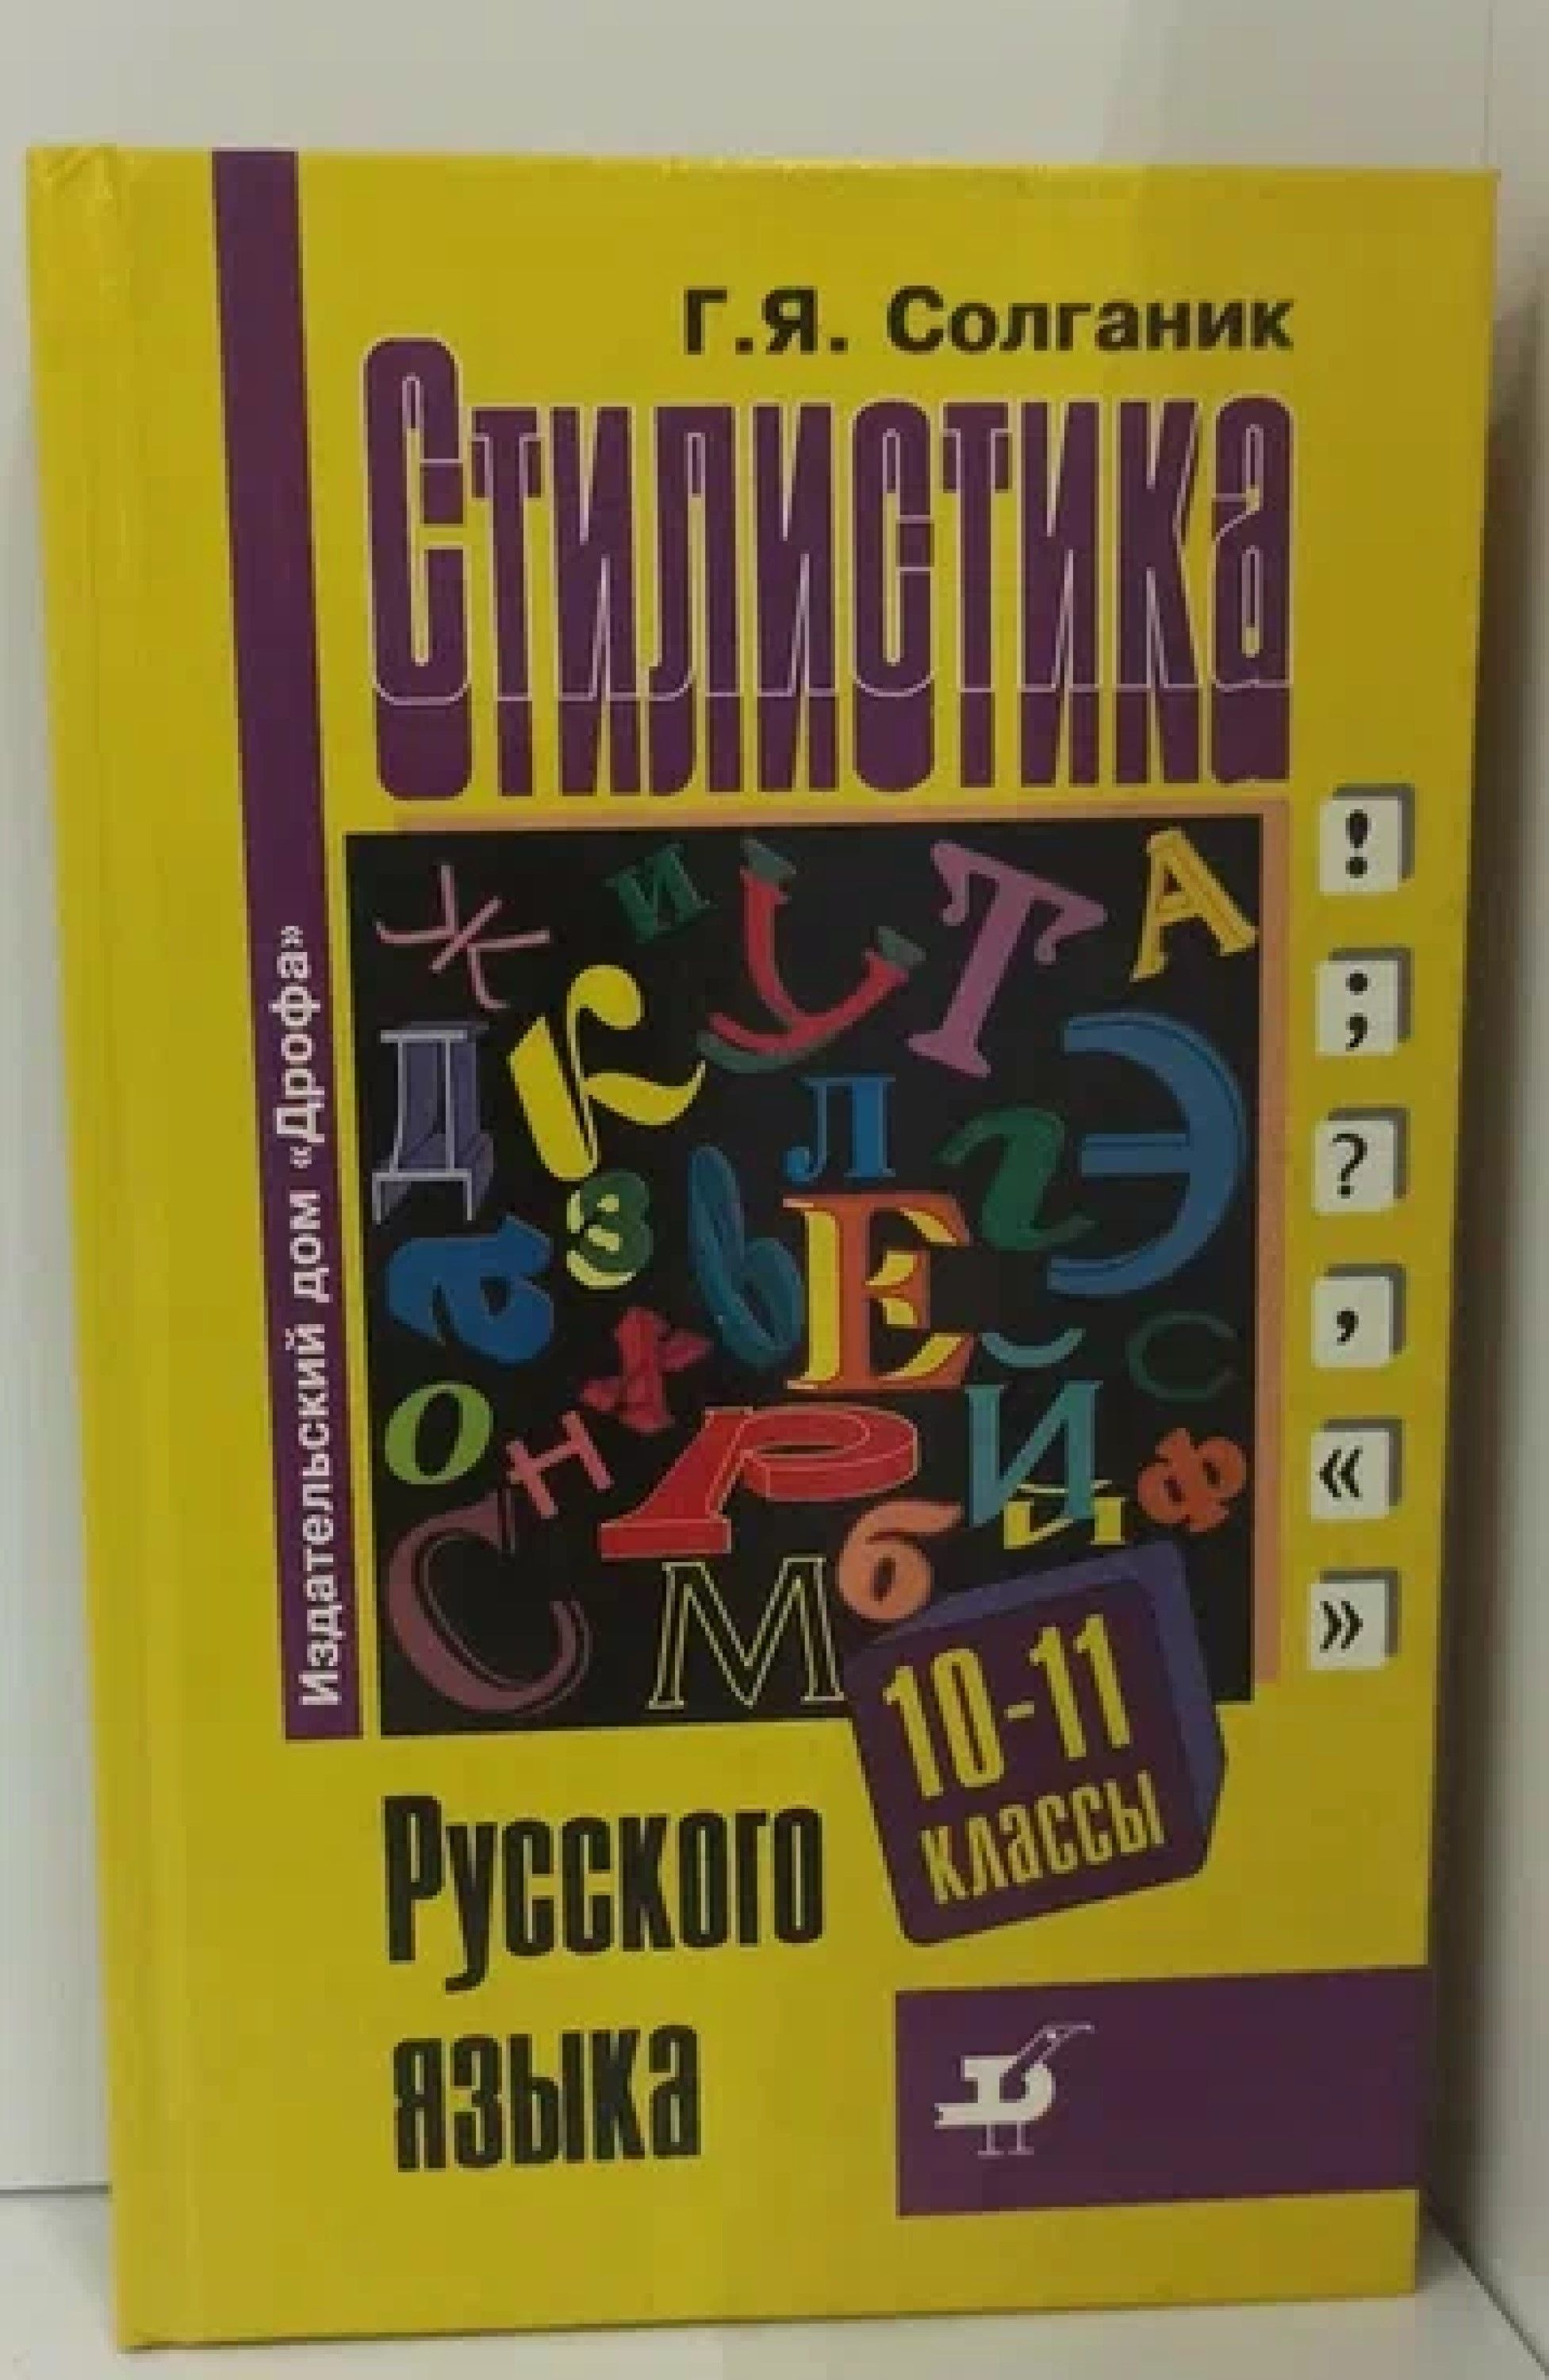 Г.Я. Солганик
Стилистика
Издательский дом «Дрофа»
Ж и У Т А
Д К Л г Э
а З Ь Е
О Н Х Р Й С в
С М б и
!
;
?
,
«
»
10-11
классы
Русского
языка